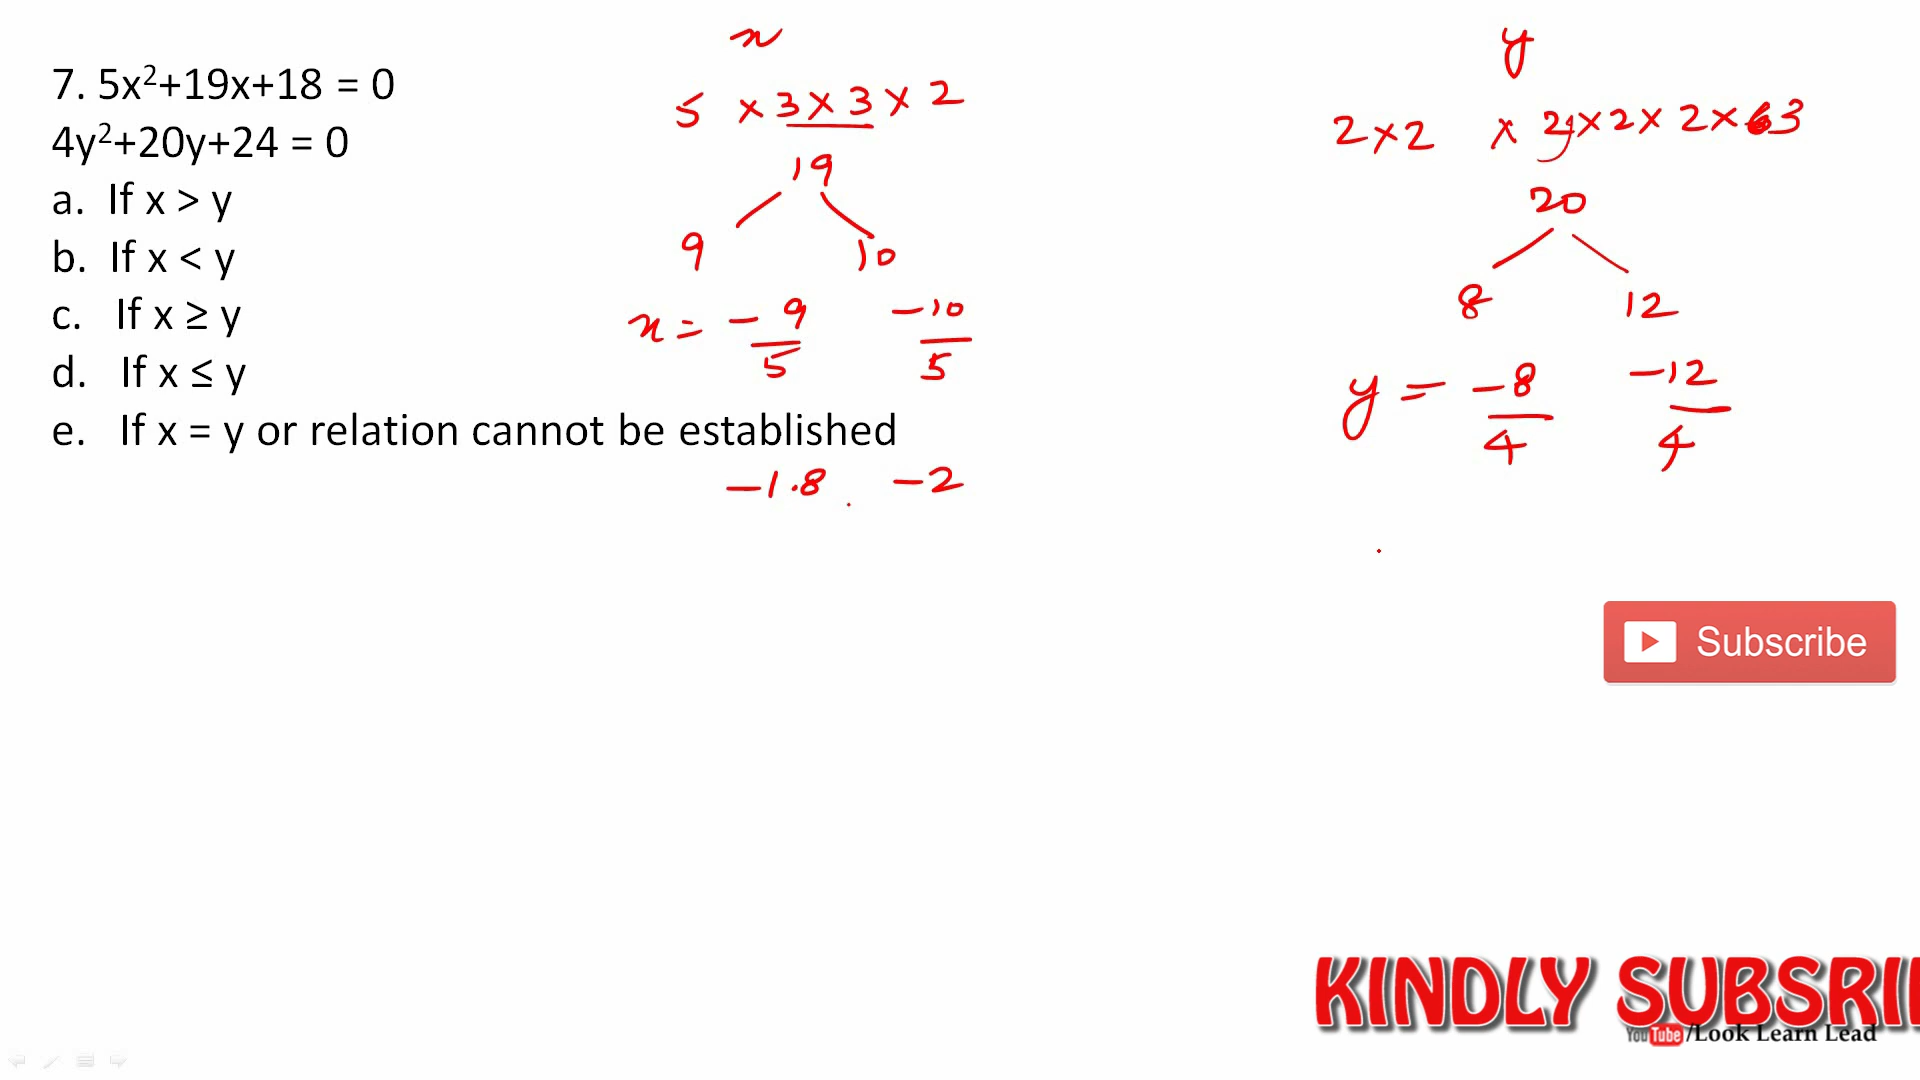 7. 5x²+19x+18 = 0
4y²+20y+24 = 0
a. If x > y
b. If x < y
c. If x ≥ y
d. If x ≤ y
e. If x = y or relation cannot be established
x
5 × 3 × 3 × 2
19
9 10
x = -9/5 -10/5
-1.8 -2
y
2×2 × 2×2×2×3
20
8 12
y = -8/4 -12/4
Subscribe
KINDLY SUBSRI
YouTube/Look Learn Lead